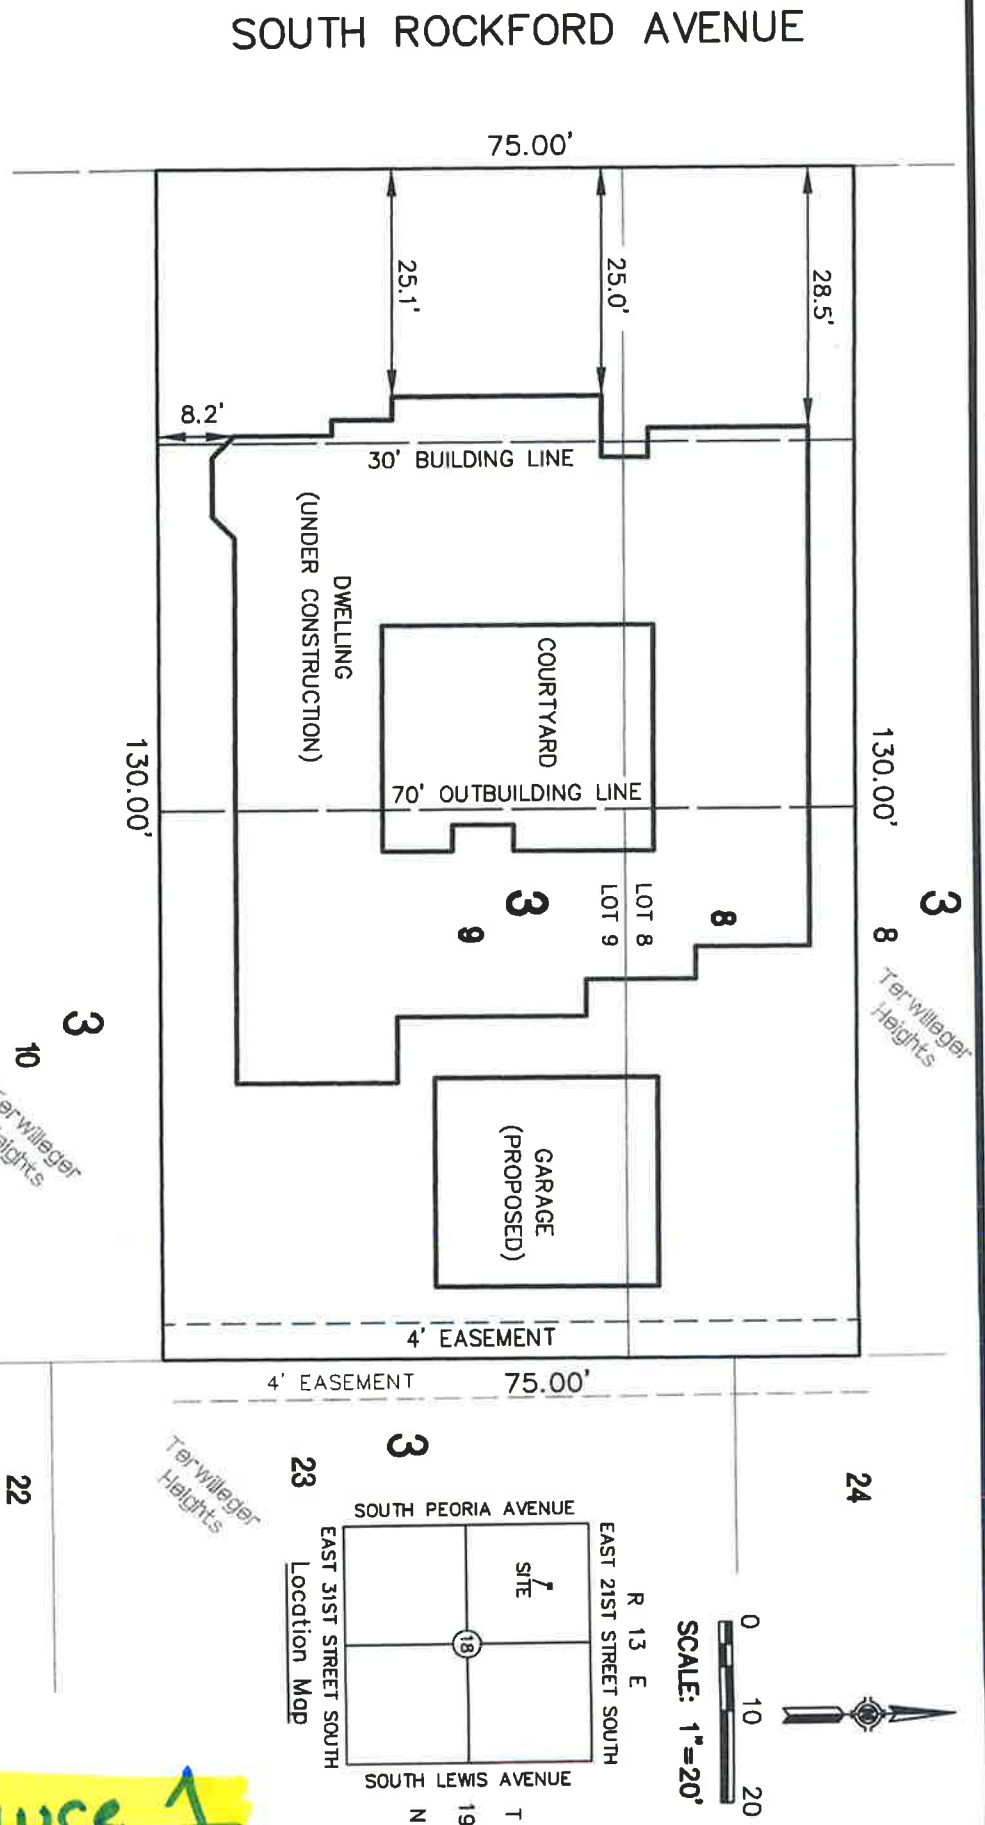 SOUTH ROCKFORD AVENUE
75.00'
28.5'
25.0'
25.1'
8.2'
30' BUILDING LINE
DWELLING
(UNDER CONSTRUCTION)
COURTYARD
70' OUTBUILDING LINE
130.00'
130.00'
3
8
Terwilleger
Heights
8
LOT 8
LOT 9
3
9
3
10
Heights
GARAGE
(PROPOSED)
4' EASEMENT
4' EASEMENT
75.00'
3
23
24
22
Terwilleger
Heights
SOUTH PEORIA AVENUE
EAST 21ST STREET SOUTH
R 13 E
SITE
18
EAST 31ST STREET SOUTH
Location Map
SOUTH LEWIS AVENUE
T
19
N
N
0 10 20
SCALE: 1"=20'
1